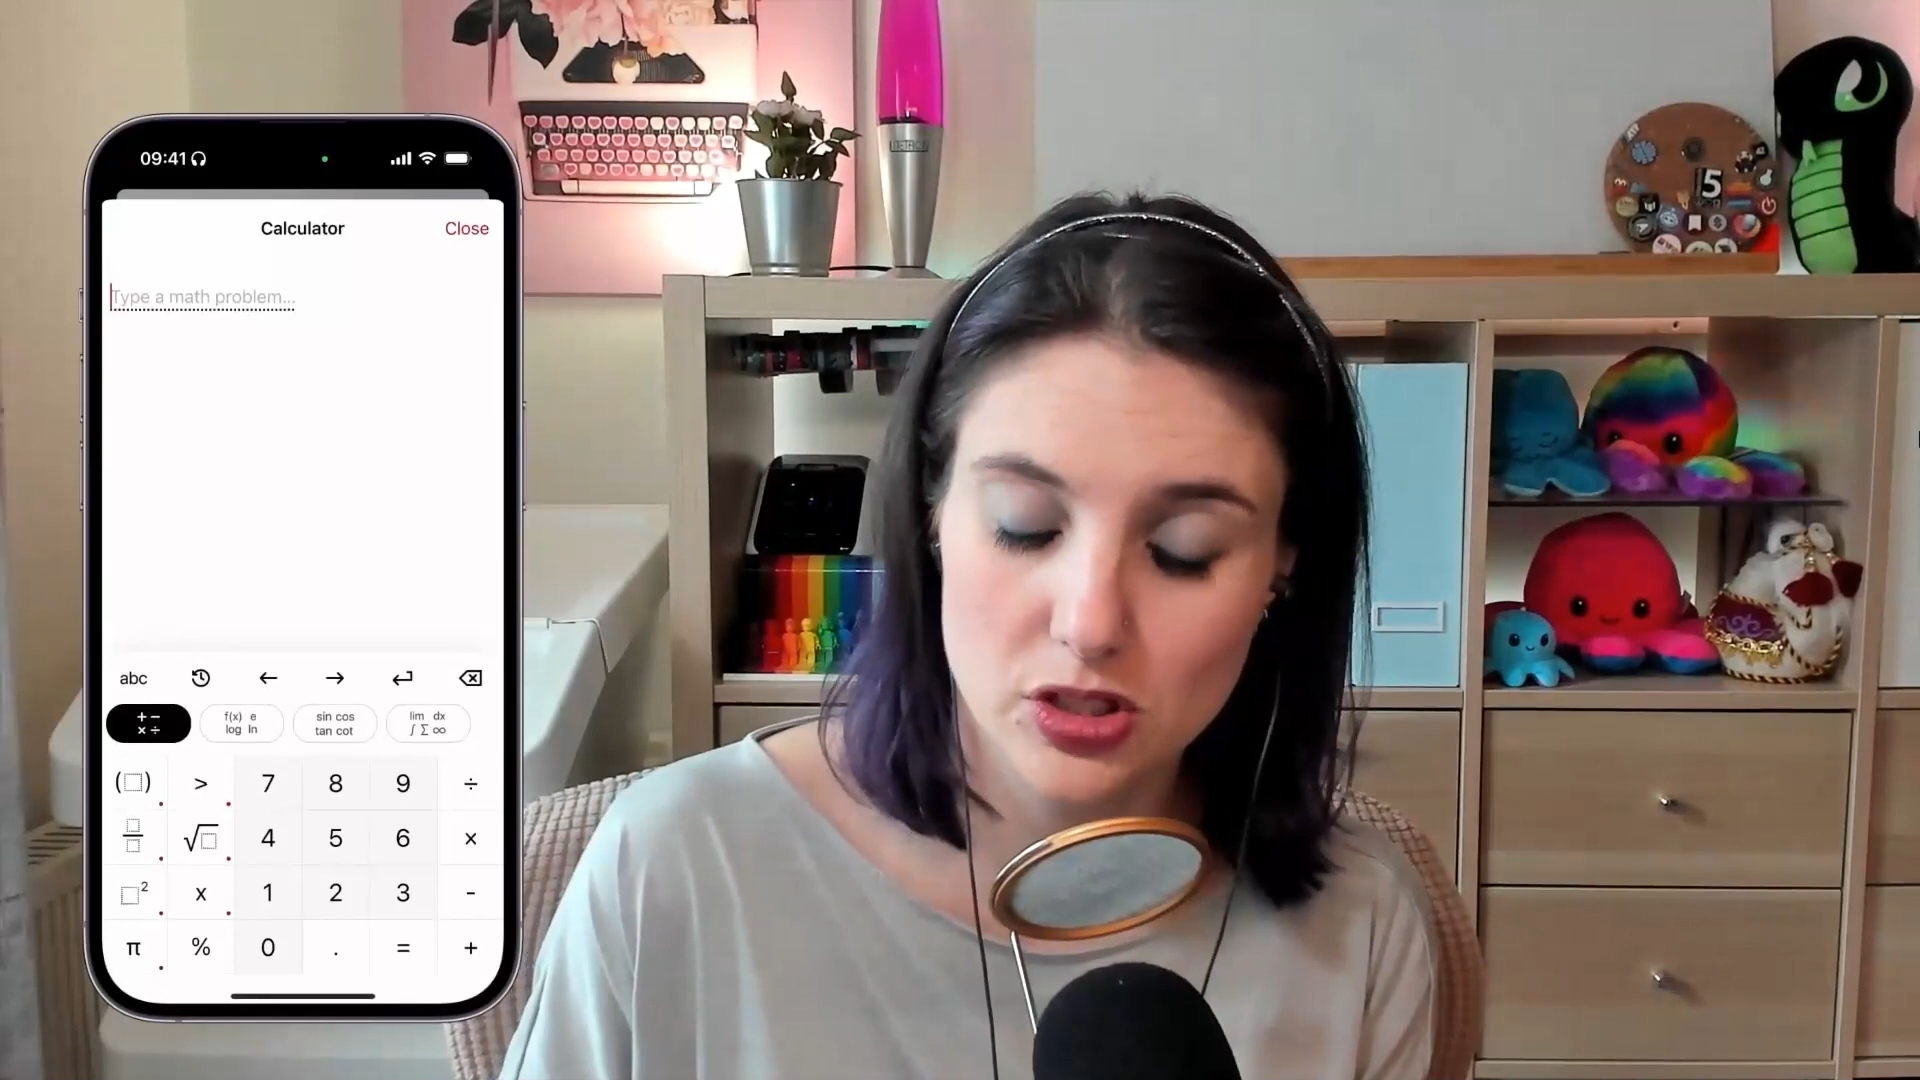 09:41
Calculator
Close
Type a math problem...
abc
+ − f(x) e sin cos lim dx
× ÷ log ln tan cot ∫ ∑ ∞
( ) > 7 8 9 ÷
√ 4 5 6 ×
2 x 1 2 3 -
π % 0 . = +
5